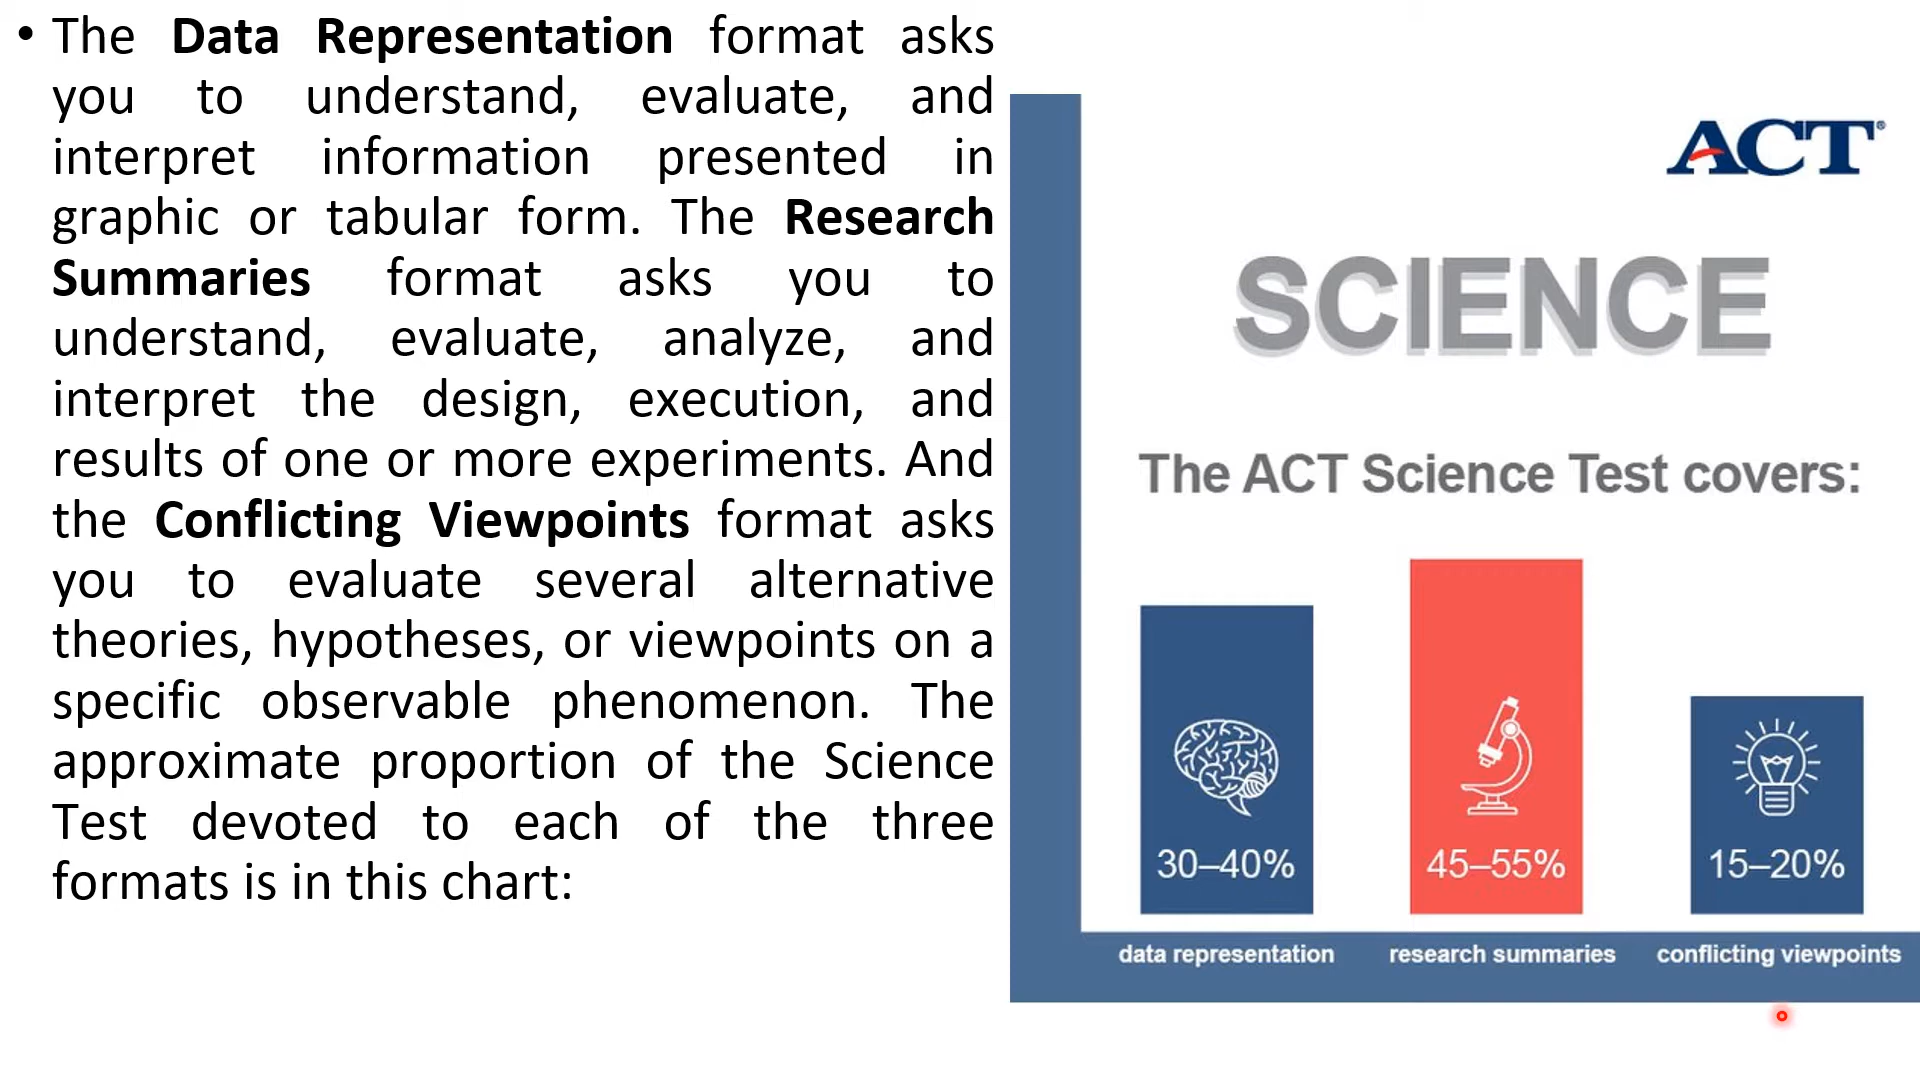 • The Data Representation format asks
you to understand, evaluate, and
interpret information presented in
graphic or tabular form. The Research
Summaries format asks you to
understand, evaluate, analyze, and
interpret the design, execution, and
results of one or more experiments. And
the Conflicting Viewpoints format asks
you to evaluate several alternative
theories, hypotheses, or viewpoints on a
specific observable phenomenon. The
approximate proportion of the Science
Test devoted to each of the three
formats is in this chart:
ACT®
SCIENCE
The ACT Science Test covers:
30–40%
45–55%
15–20%
data representation
research summaries
conflicting viewpoints